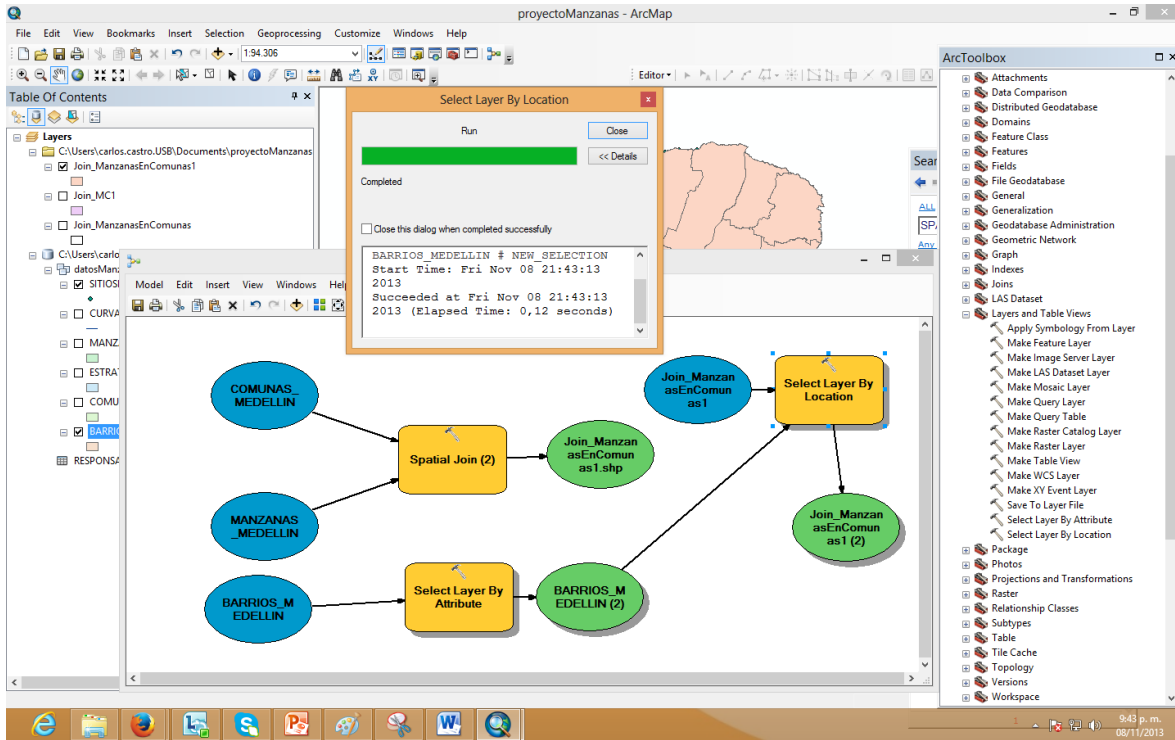 proyectoManzanas - ArcMap
File Edit View Bookmarks Insert Selection Geoprocessing Customize Windows Help
1:94.306
Editor
Table Of Contents
Layers
C:\Users\carlos.castro.USB\Documents\proyectoManzanas
Join_ManzanasEnComunas1
Join_MC1
Join_ManzanasEnComunas
C:\Users\carlo
datosMan
SITIOS
CURVA
MANZ
ESTRA
COMU
BARRIO
RESPONSA
Select Layer By Location
Run
Close
<< Details
Completed
Close this dialog when completed successfully
BARRIOS_MEDELLIN # NEW_SELECTION
Start Time: Fri Nov 08 21:43:13
2013
Succeeded at Fri Nov 08 21:43:13
2013 (Elapsed Time: 0,12 seconds)
Model Edit Insert View Windows Hel
COMUNAS_
MEDELLIN
MANZANAS
_MEDELLIN
BARRIOS_M
EDELLIN
Spatial Join (2)
Select Layer By
Attribute
Join_Manzan
asEnComun
as1.shp
BARRIOS_M
EDELLIN (2)
Join_Manzan
asEnComun
as1
Select Layer By
Location
Join_Manzan
asEnComun
as1 (2)
Sear
ALL
SP
Any
ArcToolbox
Attachments
Data Comparison
Distributed Geodatabase
Domains
Feature Class
Features
Fields
File Geodatabase
General
Generalization
Geodatabase Administration
Geometric Network
Graph
Indexes
Joins
LAS Dataset
Layers and Table Views
Apply Symbology From Layer
Make Feature Layer
Make Image Server Layer
Make LAS Dataset Layer
Make Mosaic Layer
Make Query Layer
Make Query Table
Make Raster Catalog Layer
Make Raster Layer
Make Table View
Make WCS Layer
Make XY Event Layer
Save To Layer File
Select Layer By Attribute
Select Layer By Location
Package
Photos
Projections and Transformations
Raster
Relationship Classes
Subtypes
Table
Tile Cache
Topology
Versions
Workspace
9:43 p. m.
08/11/2013